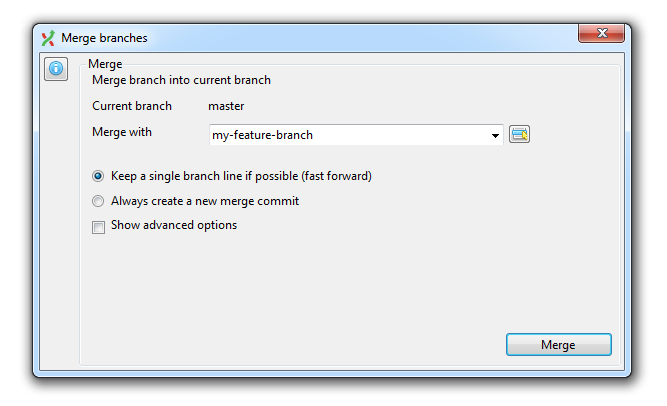 Merge branches
Merge
Merge branch into current branch
Current branch master
Merge with my-feature-branch
Keep a single branch line if possible (fast forward)
Always create a new merge commit
Show advanced options
Merge